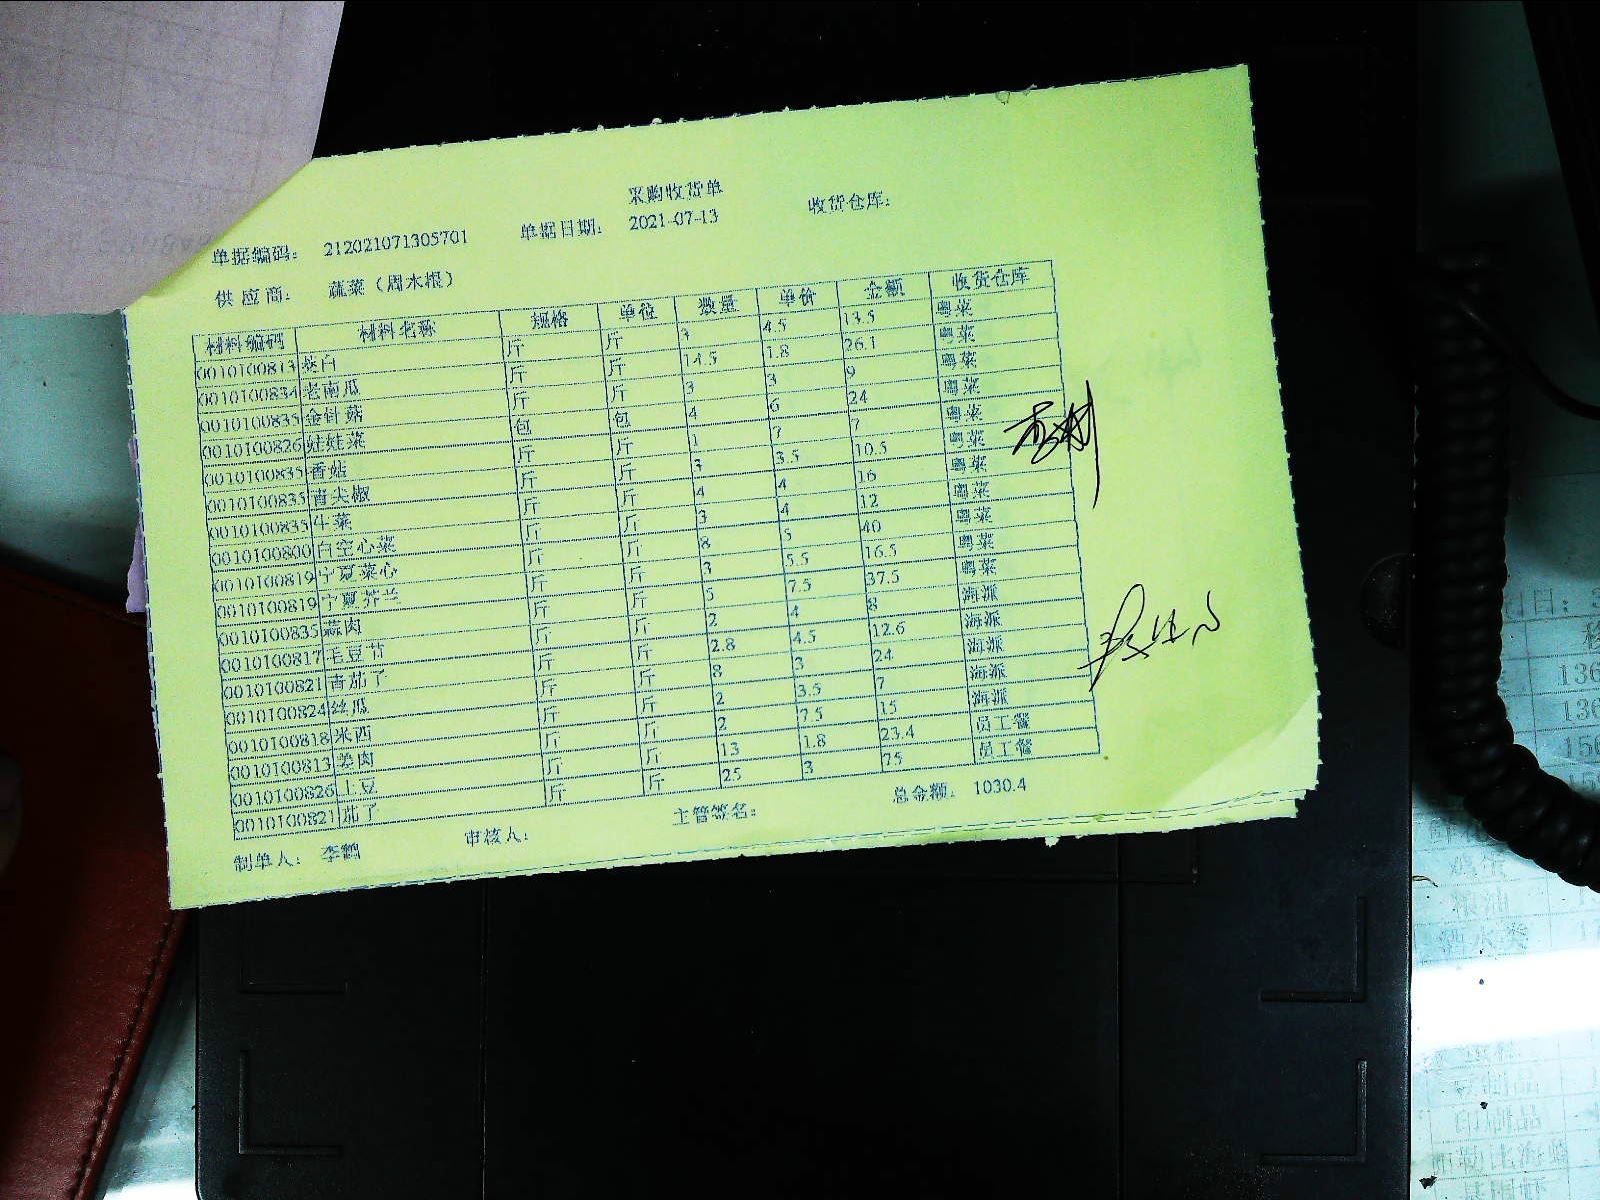 采购收货单
单据编码： 212021071305701 单据日期： 2021-07-13 收货仓库：
供应商： 蔬菜（周水根）
材料编码 材料名称 规格 单位 数量 单价 金额 收货仓库
0010100813 茭白 斤 斤 3 4.5 13.5 粤菜
0010100834 老南瓜 斤 斤 14.5 1.8 26.1 粤菜
0010100835 金针菇 斤 斤 3 3 9 粤菜
0010100826 娃娃菜 包 包 4 6 24 粤菜
0010100835 香菇 斤 斤 1 7 7 粤菜
0010100835 青尖椒 斤 斤 3 3.5 10.5 粤菜
0010100835 生菜 斤 斤 4 4 16 粤菜
0010100800 白空心菜 斤 斤 3 4 12 粤菜
0010100819 宁夏菜心 斤 斤 8 5 40 粤菜
0010100819 宁夏芥兰 斤 斤 3 5.5 16.5 粤菜
0010100835 蒜肉 斤 斤 5 7.5 37.5 粤菜
0010100817 毛豆节 斤 斤 2 4 8 海派
0010100821 青茄子 斤 斤 2.8 4.5 12.6 海派
0010100824 丝瓜 斤 斤 8 3 24 海派
0010100818 米西 斤 斤 2 3.5 7 海派
0010100813 姜肉 斤 斤 2 7.5 15 海派
0010100826 土豆 斤 斤 13 1.8 23.4 员工餐
0010100821 茄子 斤 斤 25 3 75 员工餐
制单人： 李鹤 审核人： 主管签名： 总金额： 1030.4
粮油
酒水类
豆制品
印刷品